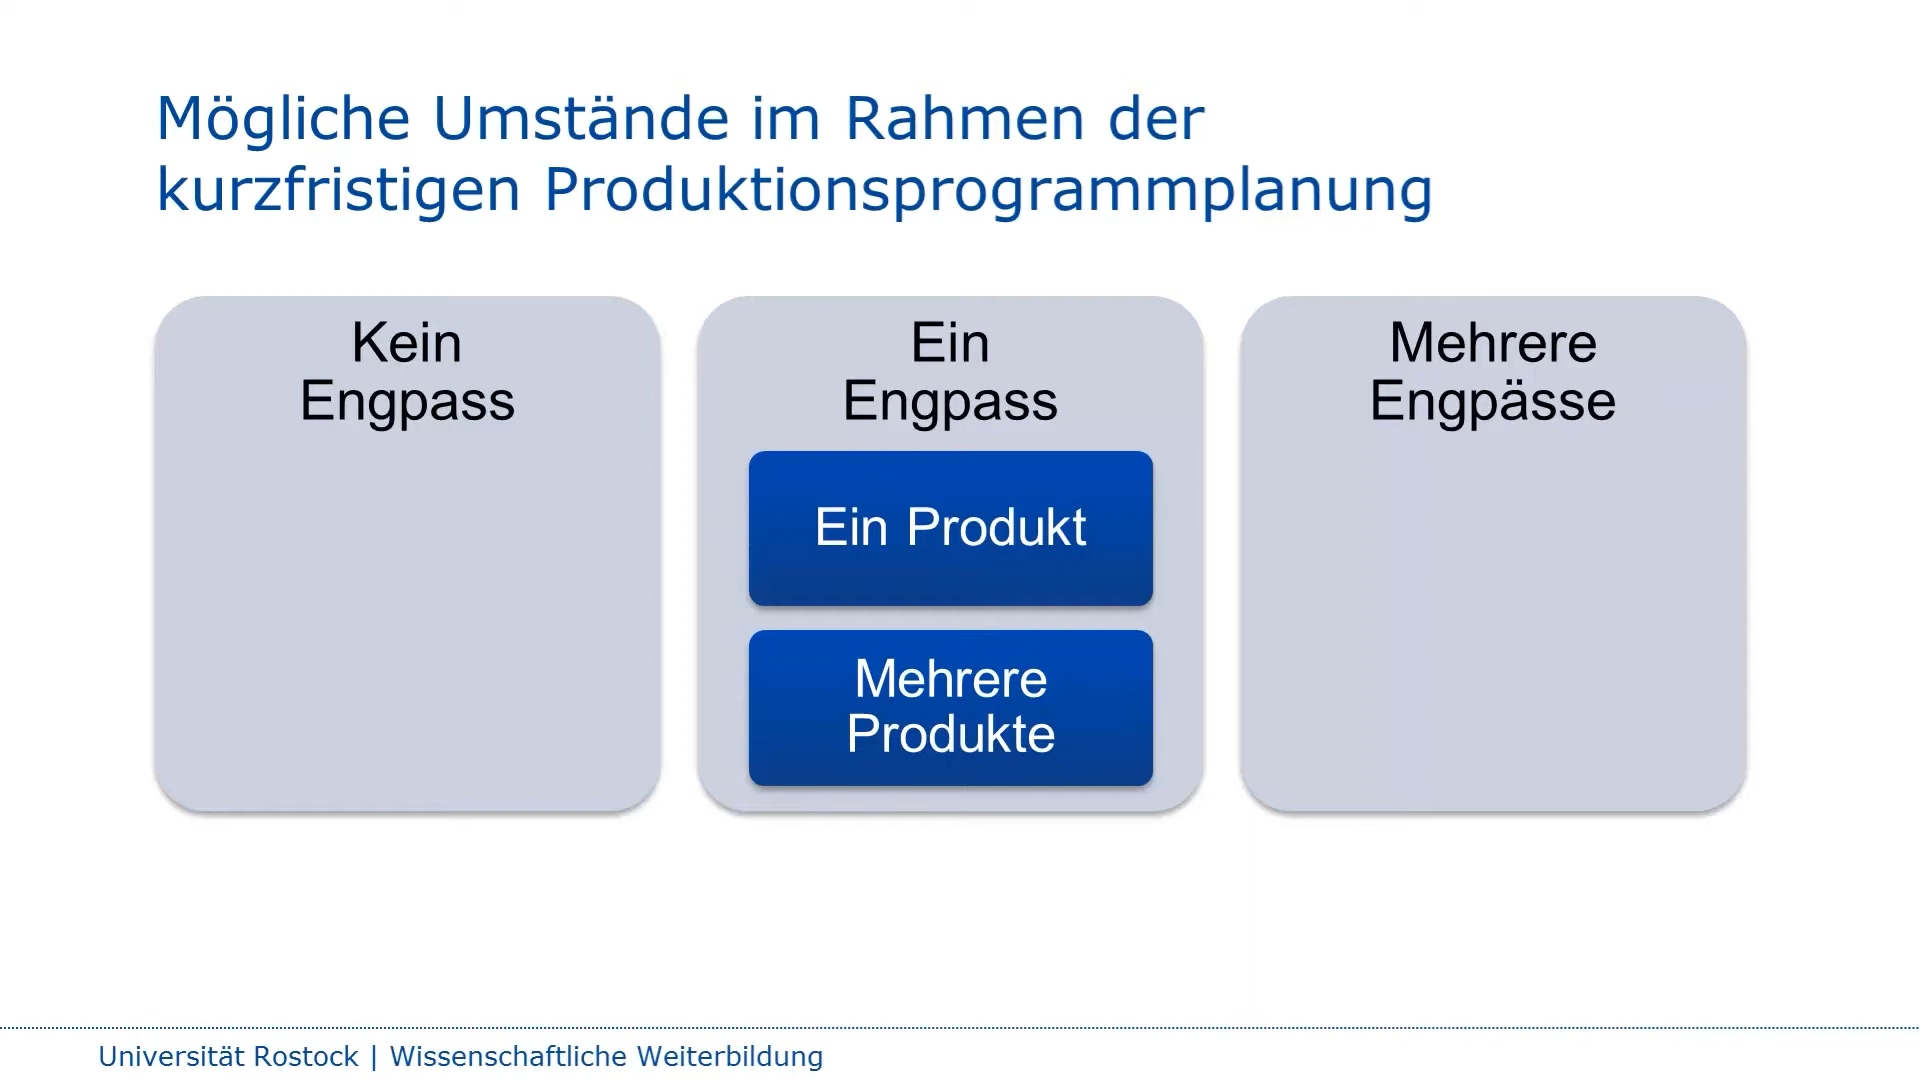 Mögliche Umstände im Rahmen der
kurzfristigen Produktionsprogrammplanung
Kein
Engpass
Ein
Engpass
Ein Produkt
Mehrere
Produkte
Mehrere
Engpässe
Universität Rostock | Wissenschaftliche Weiterbildung